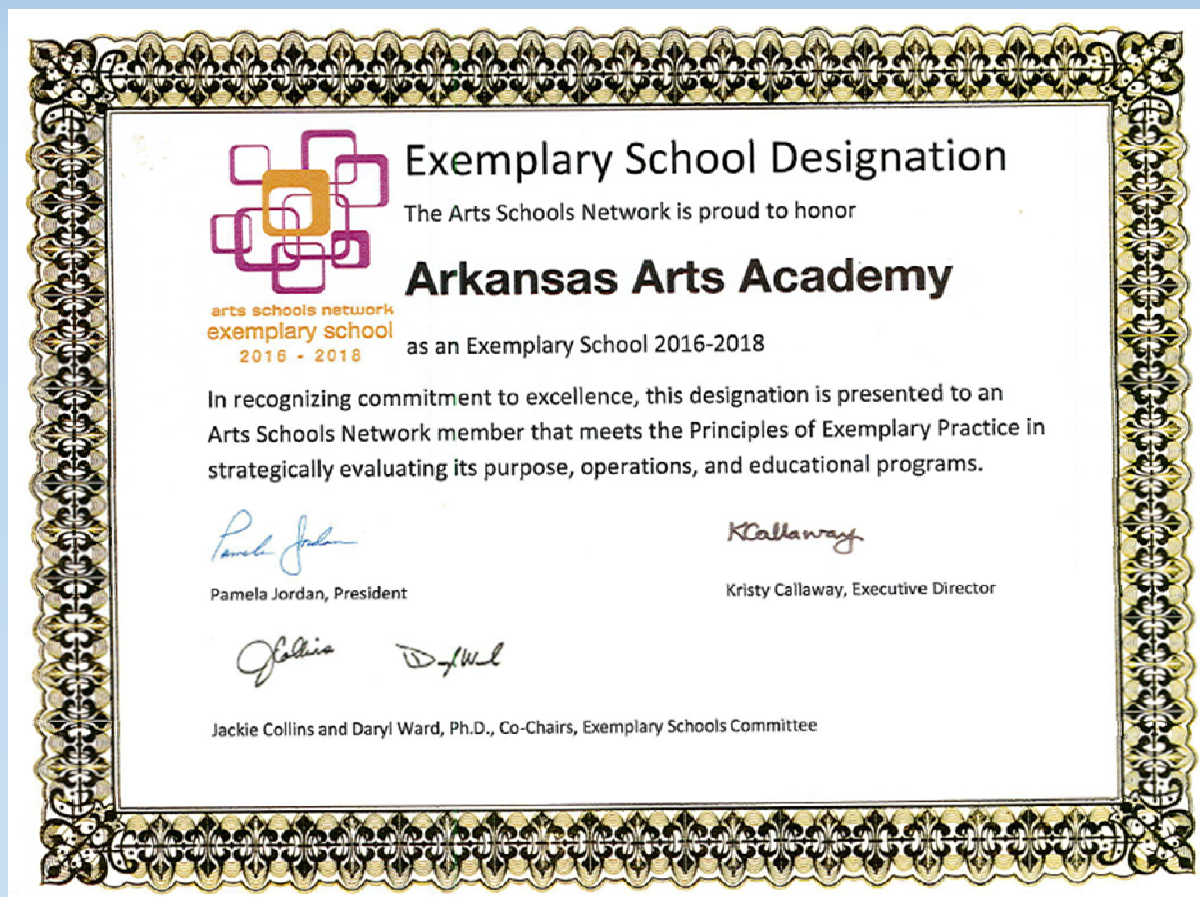 Exemplary School Designation
The Arts Schools Network is proud to honor
Arkansas Arts Academy
arts schools network
exemplary school
2016 - 2018
as an Exemplary School 2016-2018
In recognizing commitment to excellence, this designation is presented to an
Arts Schools Network member that meets the Principles of Exemplary Practice in
strategically evaluating its purpose, operations, and educational programs.
Pamela Jordan
KCallaway
Pamela Jordan, President
Kristy Callaway, Executive Director
JCollins
Jackie Collins and Daryl Ward, Ph.D., Co-Chairs, Exemplary Schools Committee